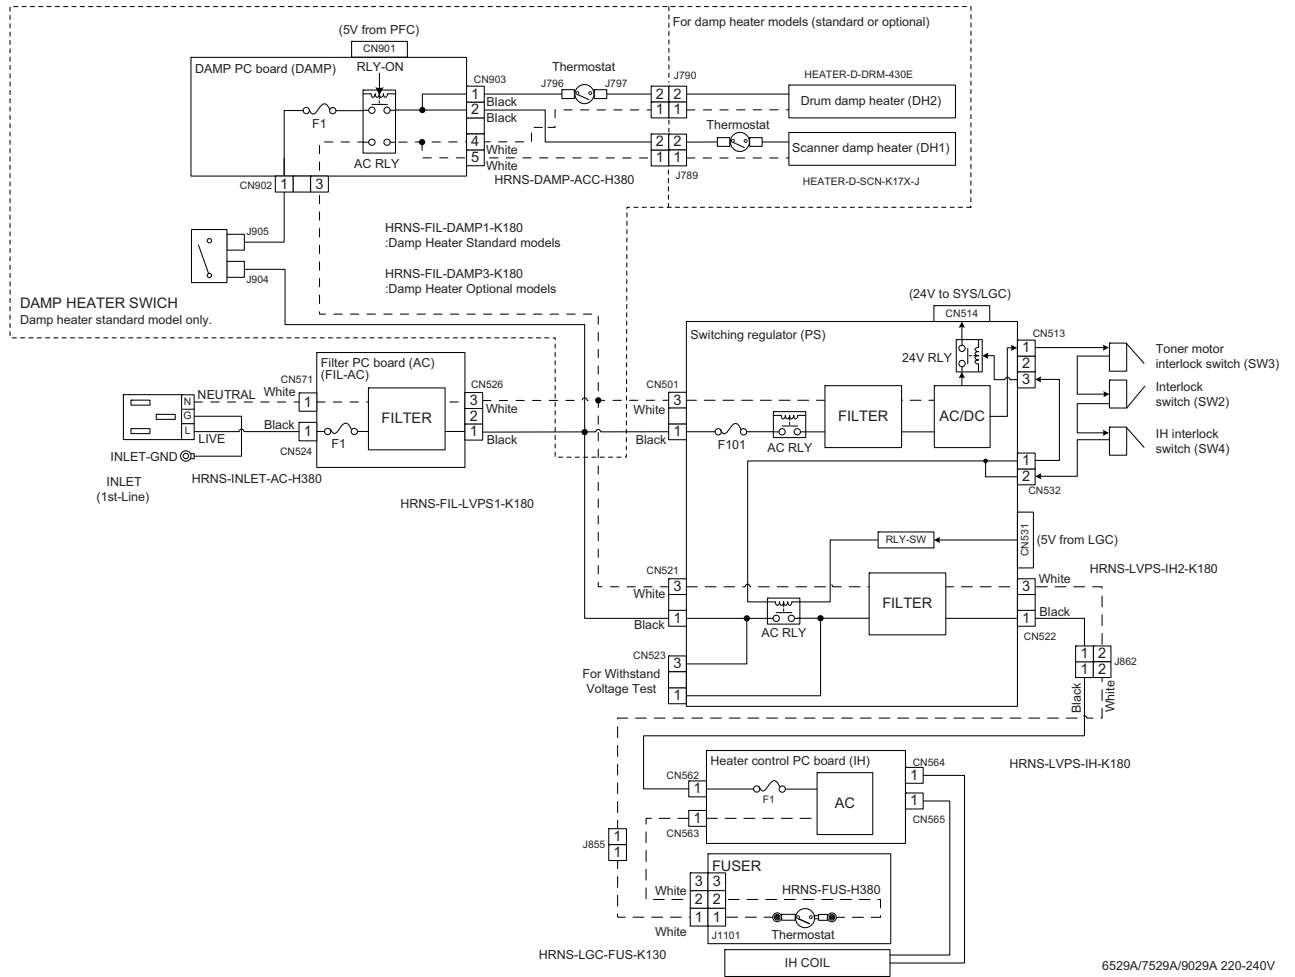 For damp heater models (standard or optional)
(5V from PFC)
CN901
DAMP PC board (DAMP)
RLY-ON
F1
AC RLY
CN903
1
2
4
5
Black
Black
White
White
Thermostat
J796
J797
J790
2 2
1 1
HEATER-D-DRM-430E
Drum damp heater (DH2)
Thermostat
2 2
1 1
J789
Scanner damp heater (DH1)
HEATER-D-SCN-K17X-J
HRNS-DAMP-ACC-H380
CN902
1
3
J905
J904
HRNS-FIL-DAMP1-K180
:Damp Heater Standard models
HRNS-FIL-DAMP3-K180
:Damp Heater Optional models
DAMP HEATER SWICH
Damp heater standard model only.
(24V to SYS/LGC)
CN514
Switching regulator (PS)
24V RLY
CN513
1
2
3
Toner motor
interlock switch (SW3)
Interlock
switch (SW2)
IH interlock
switch (SW4)
Filter PC board (AC)
(FIL-AC)
CN571
White
1
NEUTRAL
N
G
L
LIVE
Black
1
CN524
F1
FILTER
CN526
3
2
1
White
Black
INLET-GND
INLET
(1st-Line)
HRNS-INLET-AC-H380
HRNS-FIL-LVPS1-K180
CN501
3
White
1
Black
F101
AC RLY
FILTER
AC/DC
1
2
CN532
RLY-SW
CN531
(5V from LGC)
HRNS-LVPS-IH2-K180
CN521
3
White
1
Black
AC RLY
FILTER
3
White
1
Black
CN522
CN523
3
1
For Withstand
Voltage Test
1 2
1 2
J862
Black
White
HRNS-LVPS-IH-K180
Heater control PC board (IH)
CN562
1
F1
AC
1
CN563
CN564
1
1
CN565
J855
1
1
FUSER
3 3
2 2
1 1
White
White
J1101
HRNS-FUS-H380
Thermostat
HRNS-LGC-FUS-K130
IH COIL
6529A/7529A/9029A 220-240V